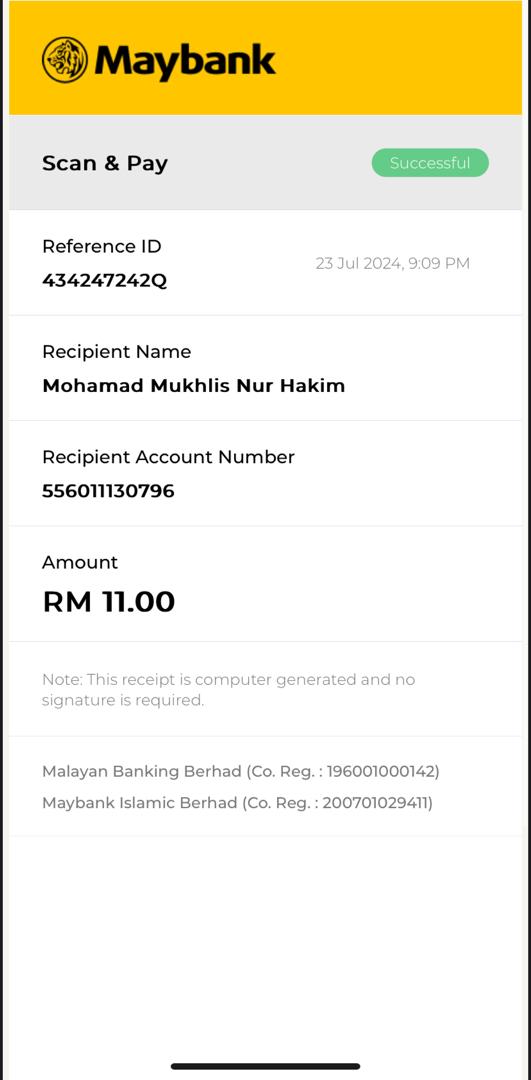 Maybank
Scan & Pay
Successful
Reference ID
434247242Q
23 Jul 2024, 9:09 PM
Recipient Name
Mohamad Mukhlis Nur Hakim
Recipient Account Number
556011130796
Amount
RM 11.00
Note: This receipt is computer generated and no
signature is required.
Malayan Banking Berhad (Co. Reg. : 196001000142)
Maybank Islamic Berhad (Co. Reg. : 200701029411)